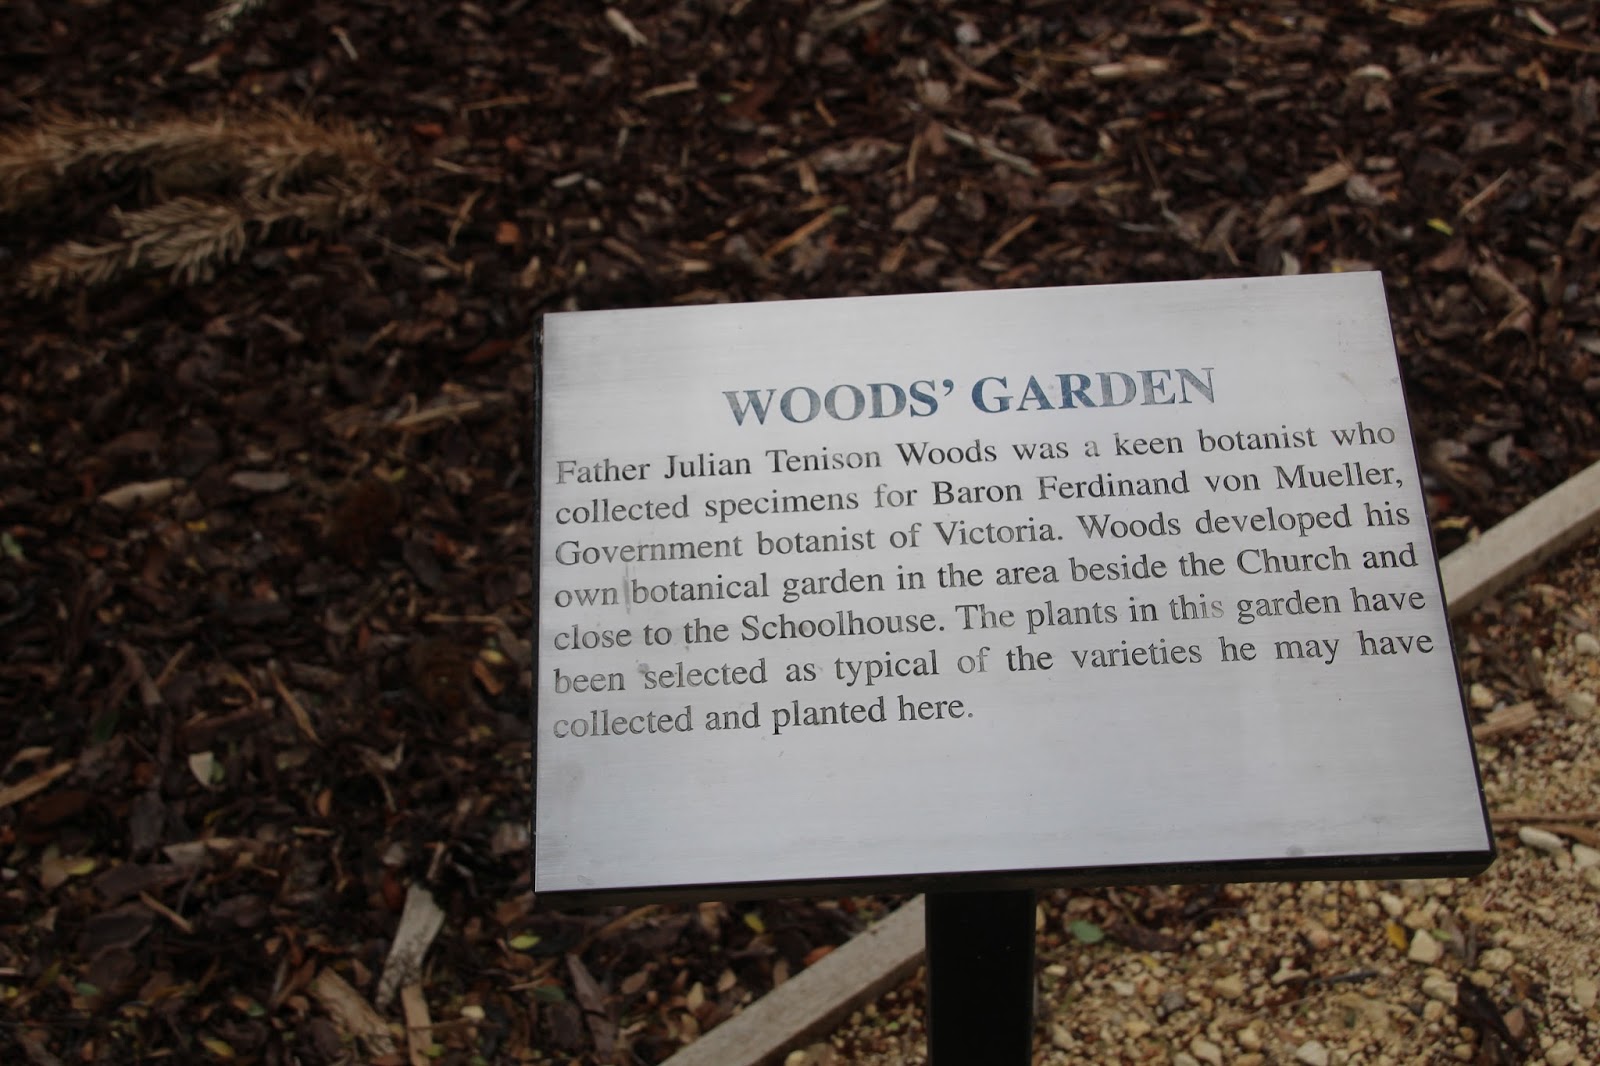 WOODS’ GARDEN
Father Julian Tenison Woods was a keen botanist who
collected specimens for Baron Ferdinand von Mueller,
Government botanist of Victoria. Woods developed his
own botanical garden in the area beside the Church and
close to the Schoolhouse. The plants in this garden have
been selected as typical of the varieties he may have
collected and planted here.